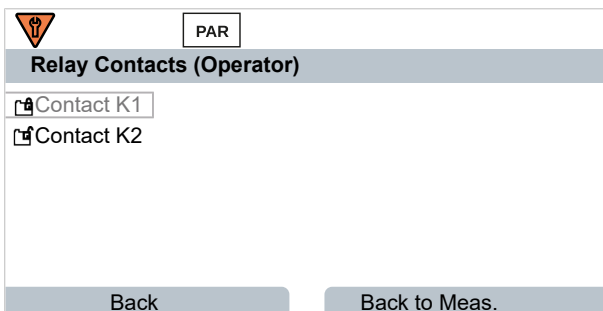 PAR
Relay Contacts (Operator)
Contact K1
Contact K2
Back Back to Meas.